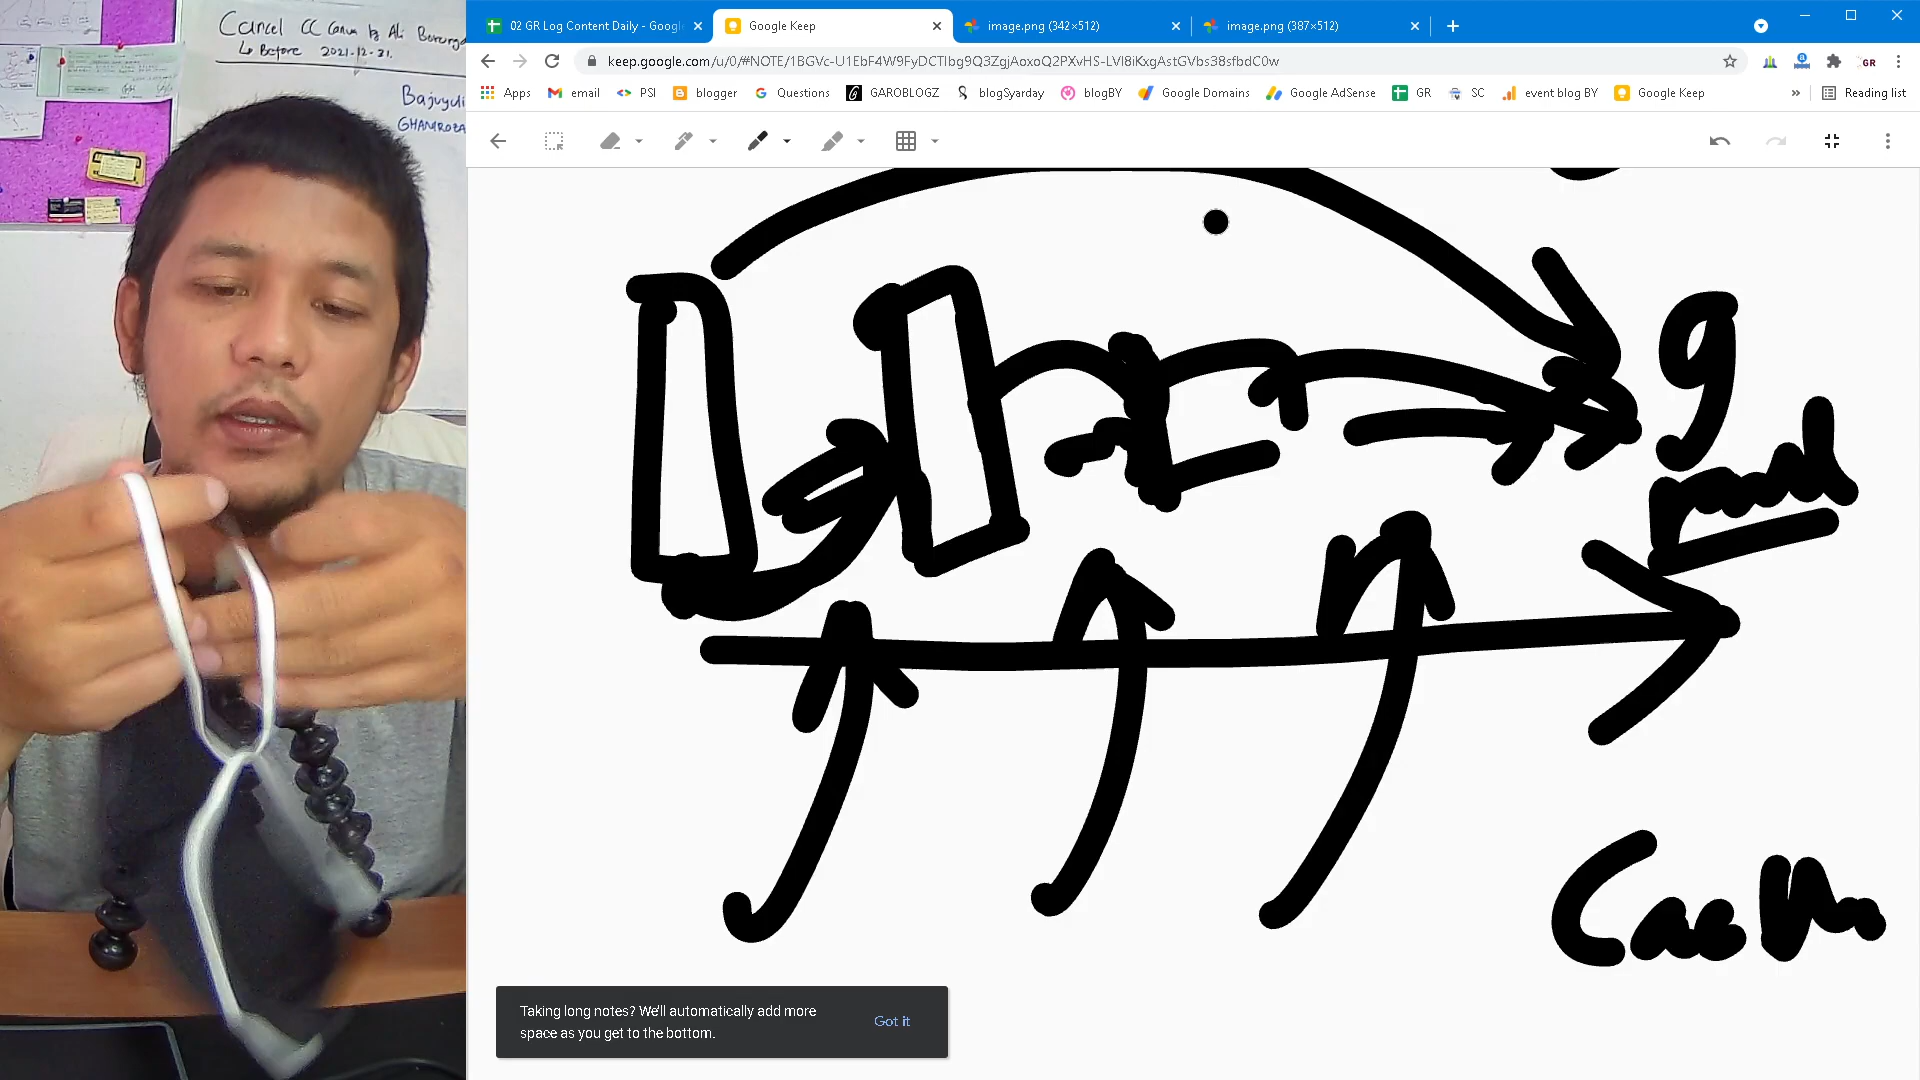 Cancel CC Canva by Ali
Before 2021-12-31.
02 GR Log Content Daily - Googl
Google Keep
image.png (342×512)
image.png (387×512)
keep.google.com/u/0/#NOTE/1BGVc-U1EbF4W9FyDCTIbg9Q3ZgjAoxoQ2PXvHS-LVl8iKxgAstGVbs38sfbdC0w
GR
Apps
email
PSI
blogger
Questions
GAROBLOGZ
blogSyarday
blogBY
Google Domains
Google AdSense
GR
SC
event blog BY
Google Keep
»
Reading list
g
Taking long notes? We'll automatically add more
space as you get to the bottom.
Got it